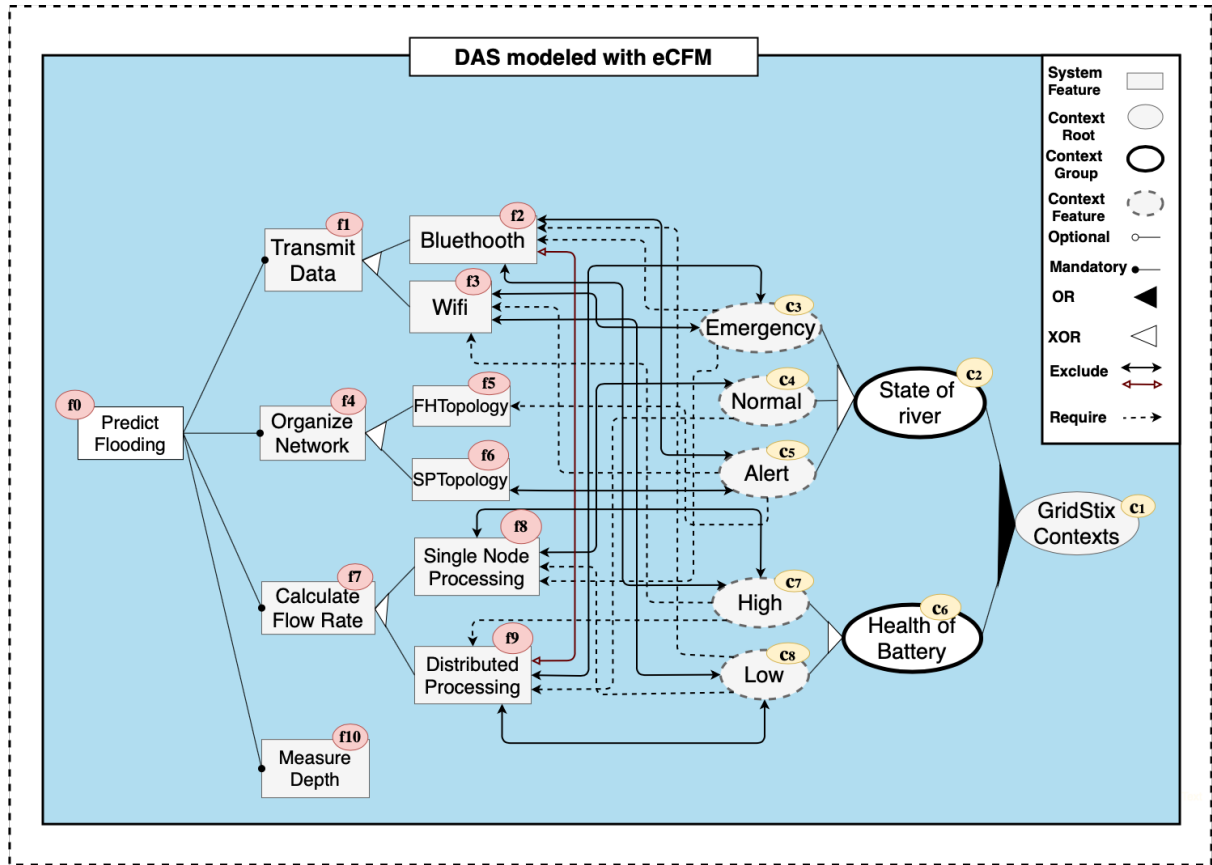 DAS modeled with eCFM
System
Feature
Context
Root
Context
Group
Context
Feature
Optional
Mandatory
OR
XOR
Exclude
Require
f0
Predict
Flooding
f1
Transmit
Data
f2
Bluethooth
f3
Wifi
f4
Organize
Network
f5
FHTopology
f6
SPTopology
f7
Calculate
Flow Rate
f8
Single Node
Processing
f9
Distributed
Processing
f10
Measure
Depth
c3
Emergency
c4
Normal
c5
Alert
c2
State of
river
c7
High
c8
Low
c6
Health of
Battery
c1
GridStix
Contexts